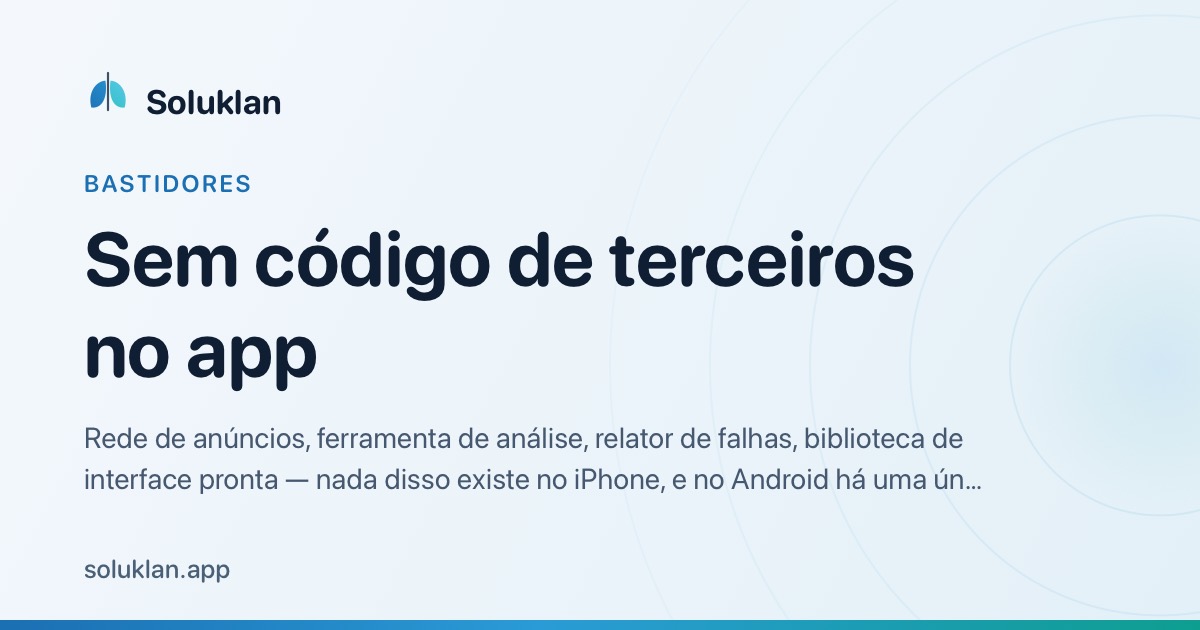 Soluklan
BASTIDORES
Sem código de terceiros
no app
Rede de anúncios, ferramenta de análise, relator de falhas, biblioteca de
interface pronta — nada disso existe no iPhone, e no Android há uma ún…
soluklan.app